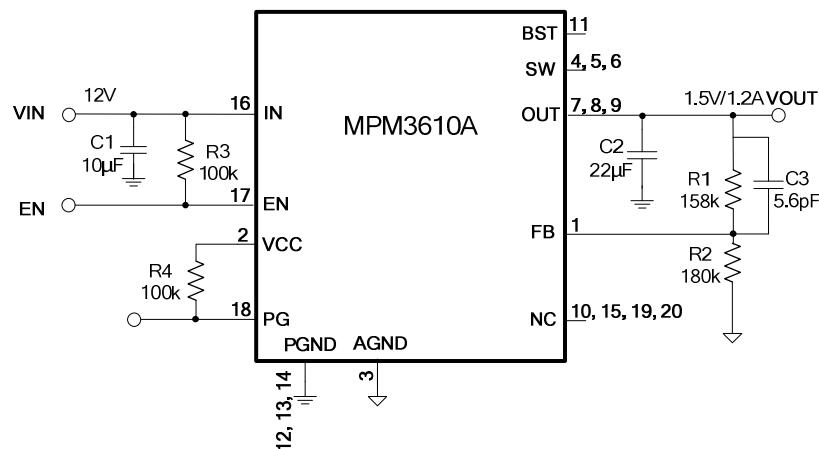 BST
11
SW
4, 5, 6
12V
VIN
16
IN
MPM3610A
OUT
7, 8, 9
1.5V/1.2A VOUT
C1
10µF
R3
100k
C2
22µF
R1
158k
C3
5.6pF
EN
17
EN
FB
1
2
VCC
R2
180k
R4
100k
18
PG
NC
10, 15, 19, 20
PGND
AGND
12, 13, 14
3